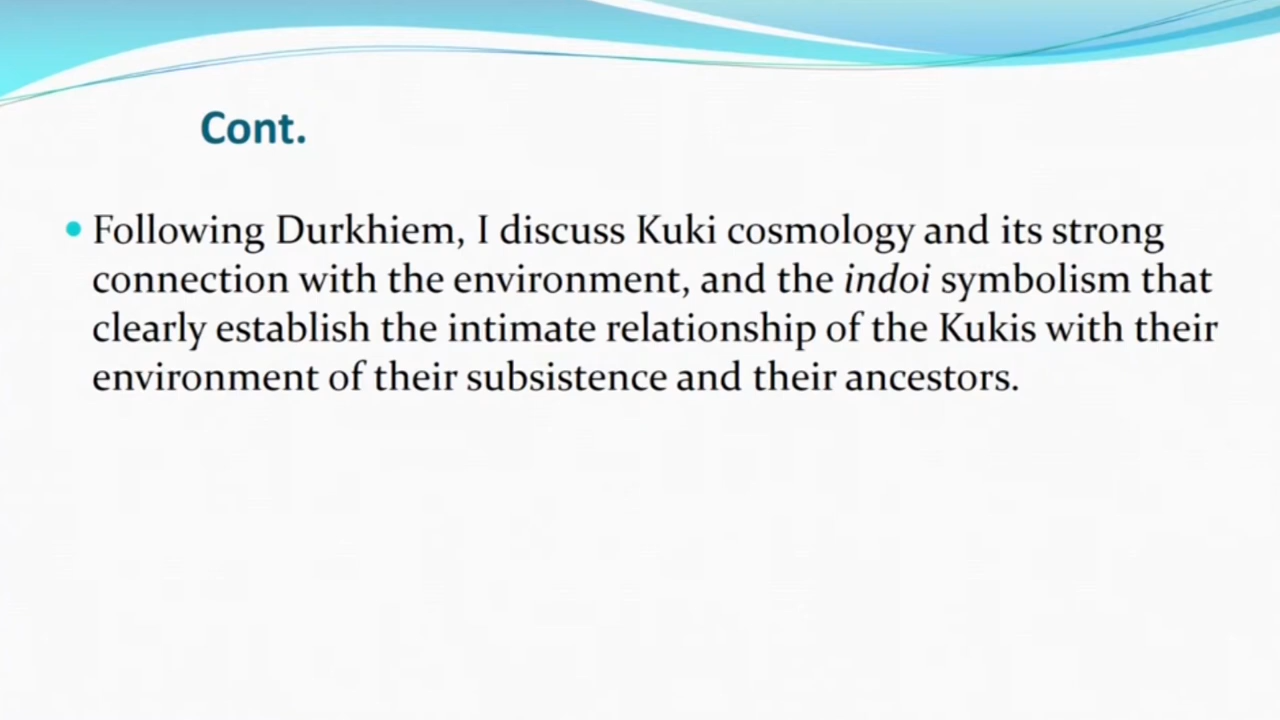 Cont.
• Following Durkhiem, I discuss Kuki cosmology and its strong
connection with the environment, and the indoi symbolism that
clearly establish the intimate relationship of the Kukis with their
environment of their subsistence and their ancestors.